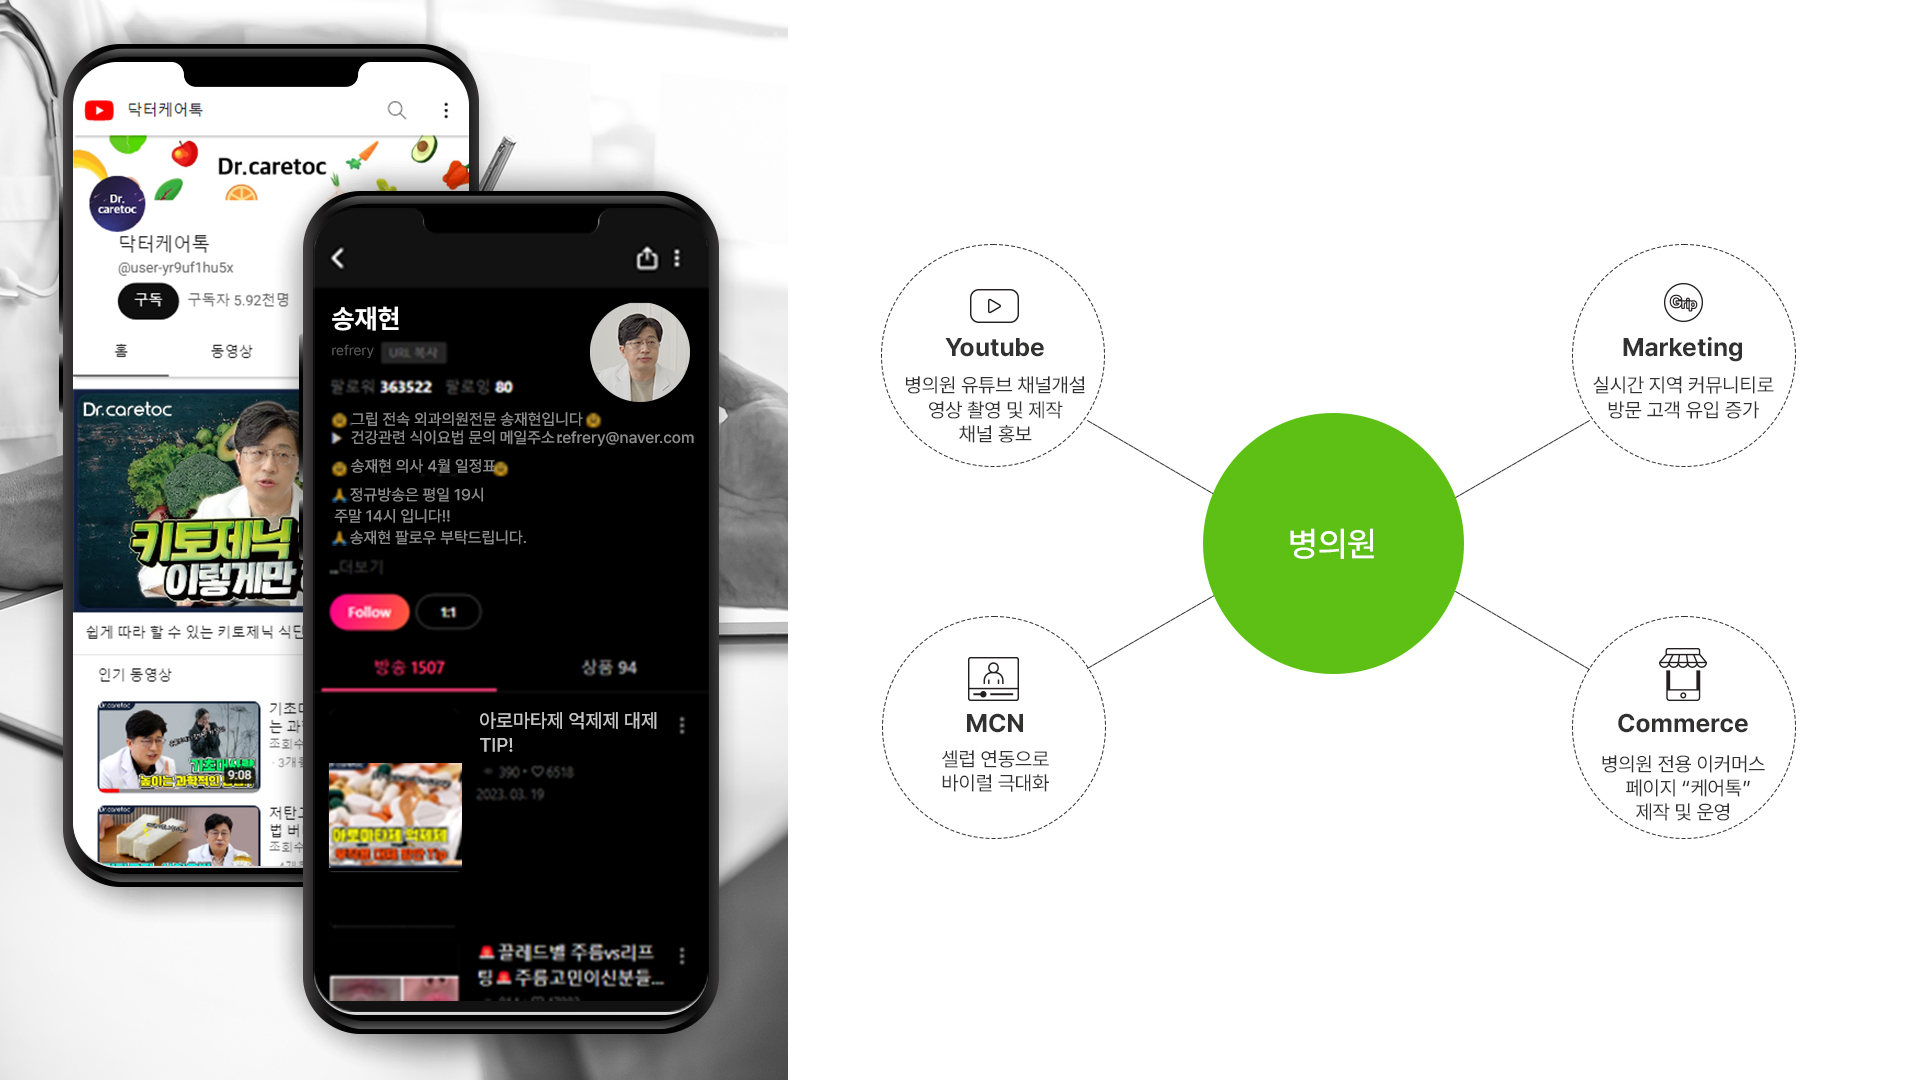 닥터케어톡
Dr.caretoc
Dr.
caretoc
닥터케어톡
@user-yr9uf1hu5x
구독 구독자 5.92천명
홈 동영상
Dr.caretoc
키토제닉
이렇게만
쉽게 따라 할 수 있는 키토제닉 식단
인기 동영상
Dr.caretoc
기초대사량
높이는 과학적인
9:08
기초
는 과학
조회수
· 3개월
Dr.caretoc
저탄고
법 버
조회수
송재현
refrery URL 복사
팔로워 363522 팔로잉 80
그립 전속 외과의원전문 송재현입니다
건강관련 식이요법 문의 메일주소refrery@naver.com
송재현 의사 4월 일정표
정규방송은 평일 19시
주말 14시 입니다!!
송재현 팔로우 부탁드립니다.
...더보기
Follow 1:1
방송 1507 상품 94
아로마타제 억제제 대제
TIP!
390 • 6518
2023. 03. 19
아로마타제 억제제
부작용 대체 방안 Tip
끌레드벨 주름vs리프
팅 주름고민이신분들...
Youtube
병의원 유튜브 채널개설
영상 촬영 및 제작
채널 홍보
Grip
Marketing
실시간 지역 커뮤니티로
방문 고객 유입 증가
병의원
MCN
셀럽 연동으로
바이럴 극대화
Commerce
병의원 전용 이커머스
페이지 “케어톡”
제작 및 운영